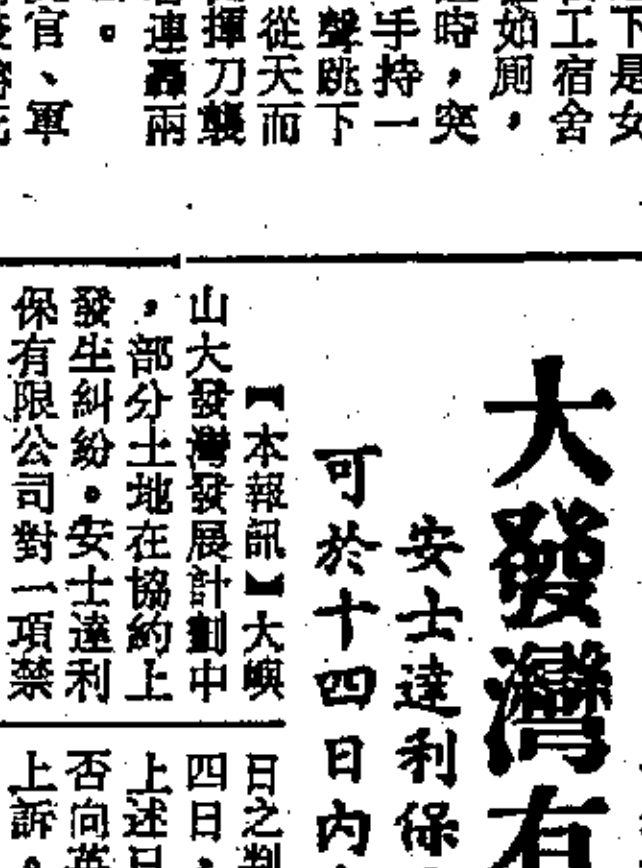 下是女
工宿舍
如厠，
時，突
手持一
聲跳下
從天而
揮刀襲
連轟兩
。
官、軍
大發灣有
安士達利保
可於十四日内
【本報訊】大嶼
山大發灣發展計劃中
，部分土地在協約上
發生糾紛。安士達利
保有限公司對一項禁
日之判
四日，
上述日
否向英
上訴。